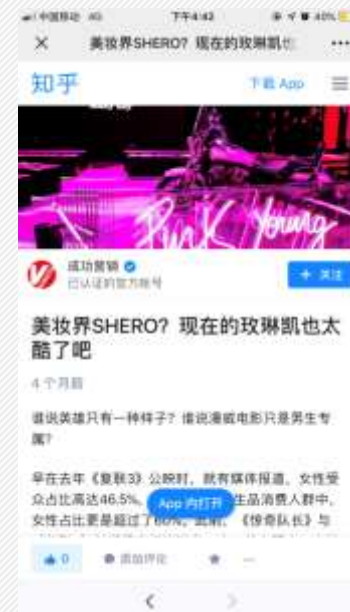 中国移动 4G 下午4:42 40%
美妆界SHERO？现在的玫琳凯也
知乎 下载 App
Pink Young
成功营销
已认证的官方帐号
+ 关注
美妆界SHERO？现在的玫琳凯也太
酷了吧
4 个月前
谁说英雄只有一种样子？谁说漫威电影只是男生专
属？
早在去年《复联3》公映时，就有媒体报道，女性受
众占比高达46.5%，
生品消费人群中，
App 内打开
女性占比更是超过了60%。此前，《惊奇队长》与
0 添加评论